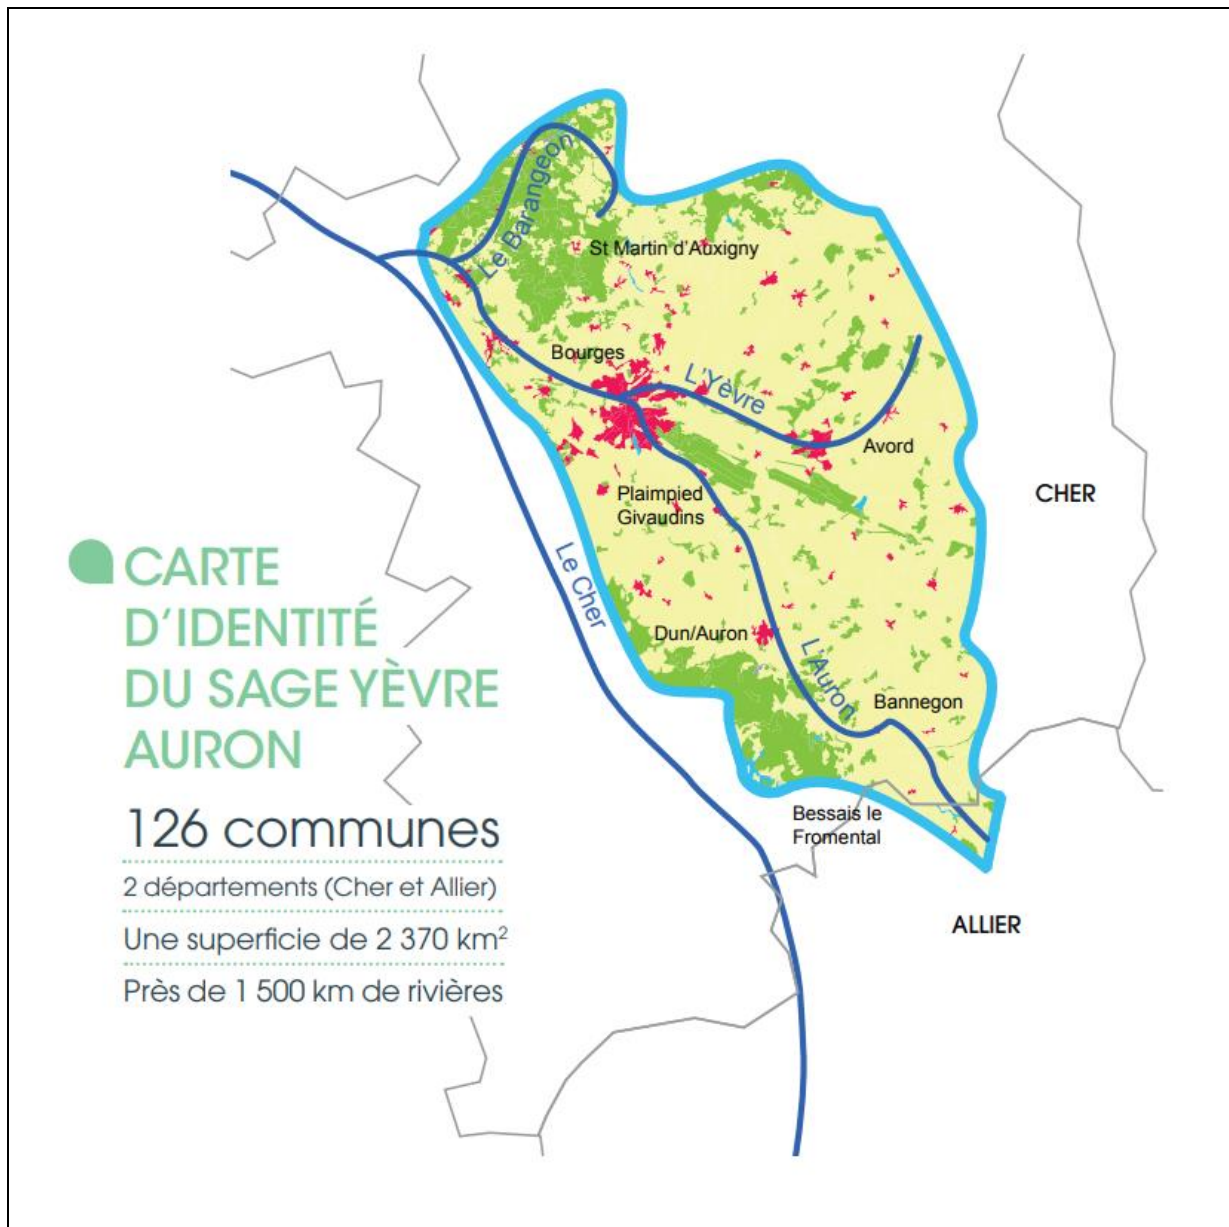 Le Barangeon
St Martin d'Auxigny
Bourges
L'Yèvre
Avord
Plaimpied
Givaudins
CHER
Le Cher
CARTE
D'IDENTITÉ
DU SAGE YÈVRE
AURON
Dun/Auron
L'Auron
Bannegon
126 communes
Bessais le
Fromental
2 départements (Cher et Allier)
ALLIER
Une superficie de 2 370 km²
Près de 1 500 km de rivières